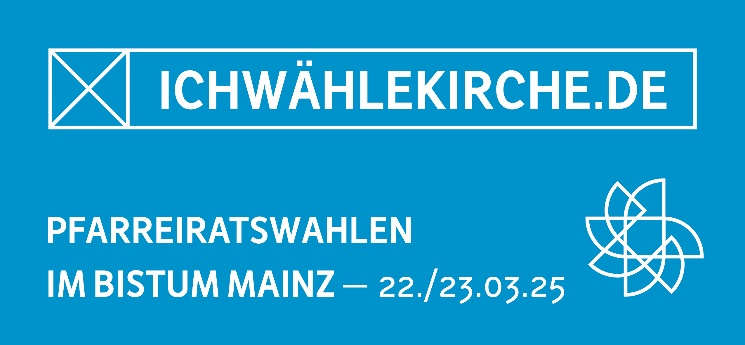 ICHWÄHLEKIRCHE.DE
PFARREIRATSWAHLEN
IM BISTUM MAINZ — 22./23.03.25